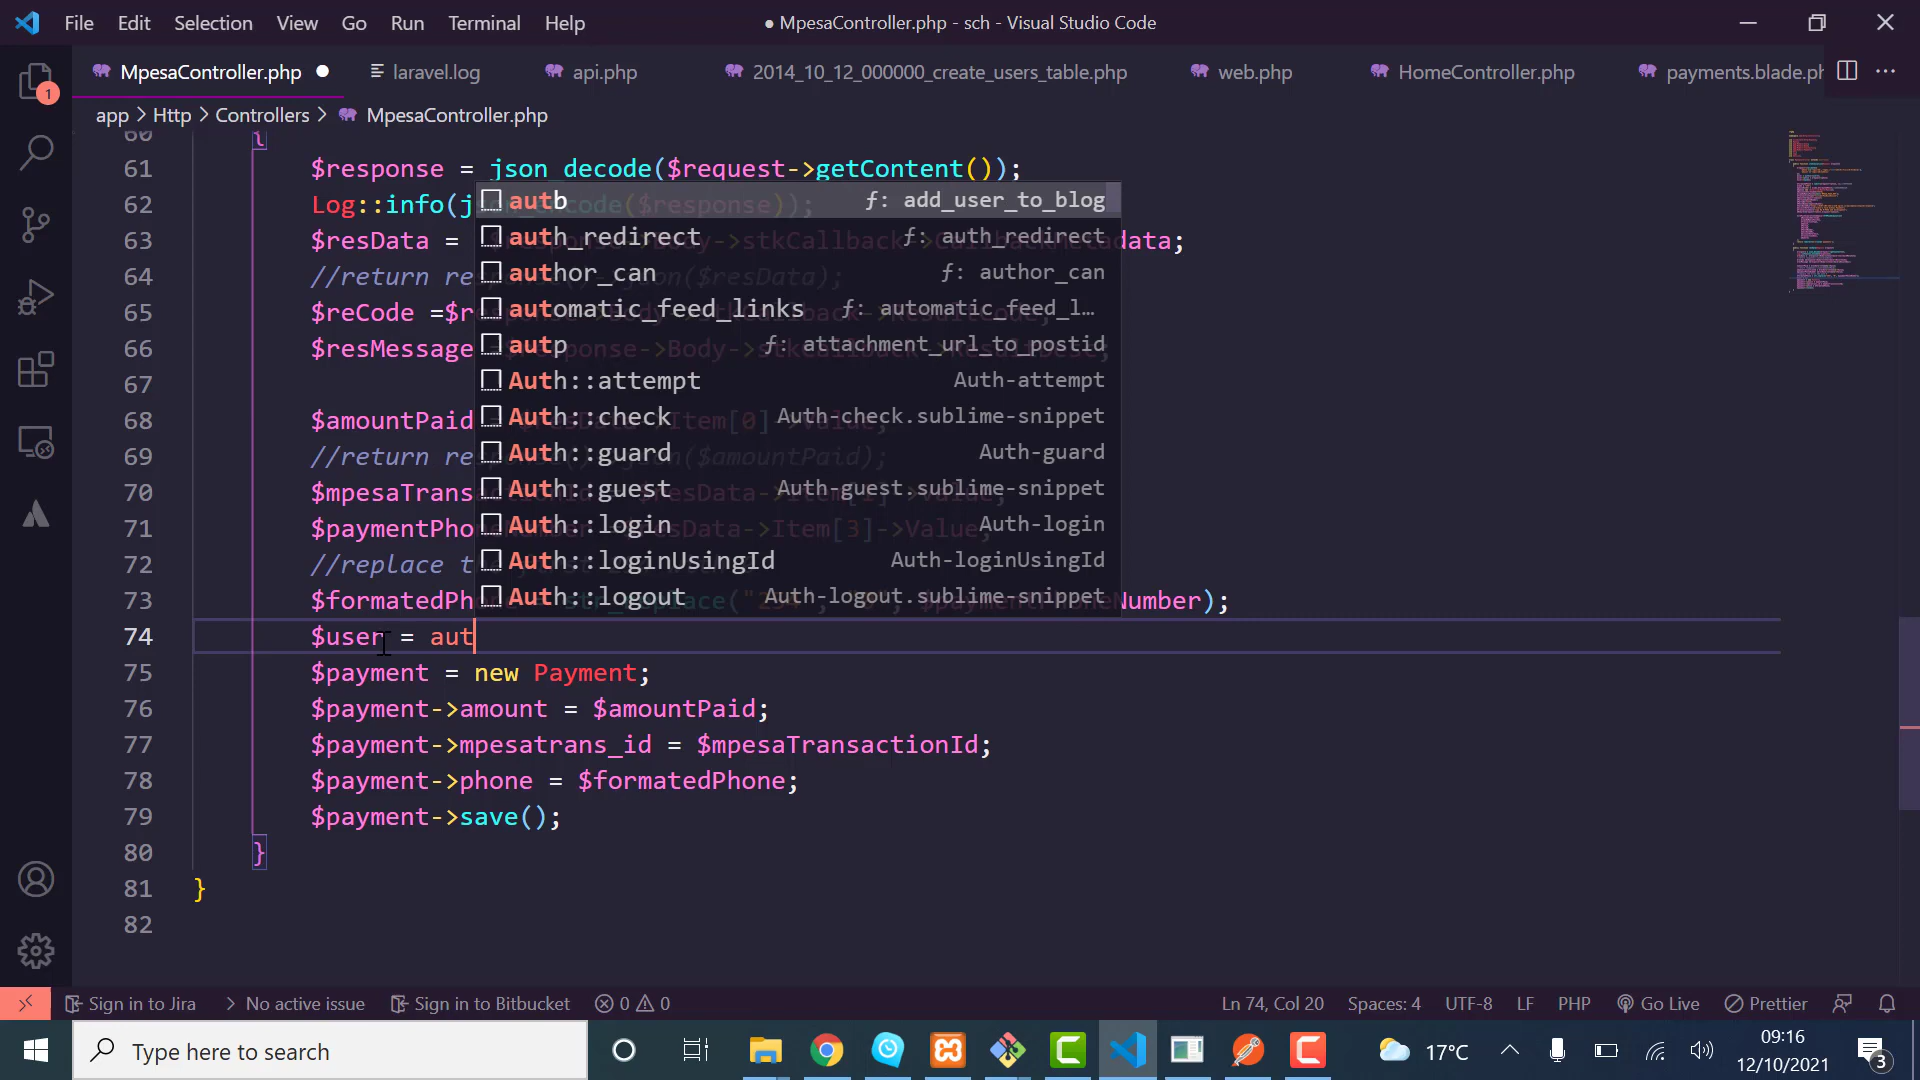 File Edit Selection View Go Run Terminal Help
● MpesaController.php - sch - Visual Studio Code
MpesaController.php laravel.log api.php 2014_10_12_000000_create_users_table.php web.php HomeController.php payments.blade.ph
app > Http > Controllers > MpesaController.php
1
60 {
61 $response = json_decode($request->getContent());
62 Log::info(j
63 $resData = adata;
64 //return re
65 $reCode =$r
66 $resMessage
67
68 $amountPaid
69 //return re
70 $mpesaTrans
71 $paymentPho
72 //replace t
73 $formatedPh Number);
74 $user = aut
75 $payment = new Payment;
76 $payment->amount = $amountPaid;
77 $payment->mpesatrans_id = $mpesaTransactionId;
78 $payment->phone = $formatedPhone;
79 $payment->save();
80 }
81 }
82
autb ƒ: add_user_to_blog
auth_redirect ƒ: auth_redirect
author_can ƒ: author_can
automatic_feed_links ƒ: automatic_feed_l…
autp ƒ: attachment_url_to_postid
Auth::attempt Auth-attempt
Auth::check Auth-check.sublime-snippet
Auth::guard Auth-guard
Auth::guest Auth-guest.sublime-snippet
Auth::login Auth-login
Auth::loginUsingId Auth-loginUsingId
Auth::logout Auth-logout.sublime-snippet
Sign in to Jira > No active issue Sign in to Bitbucket 0 0 Ln 74, Col 20 Spaces: 4 UTF-8 LF PHP Go Live Prettier
Type here to search
17°C
09:16
12/10/2021
3